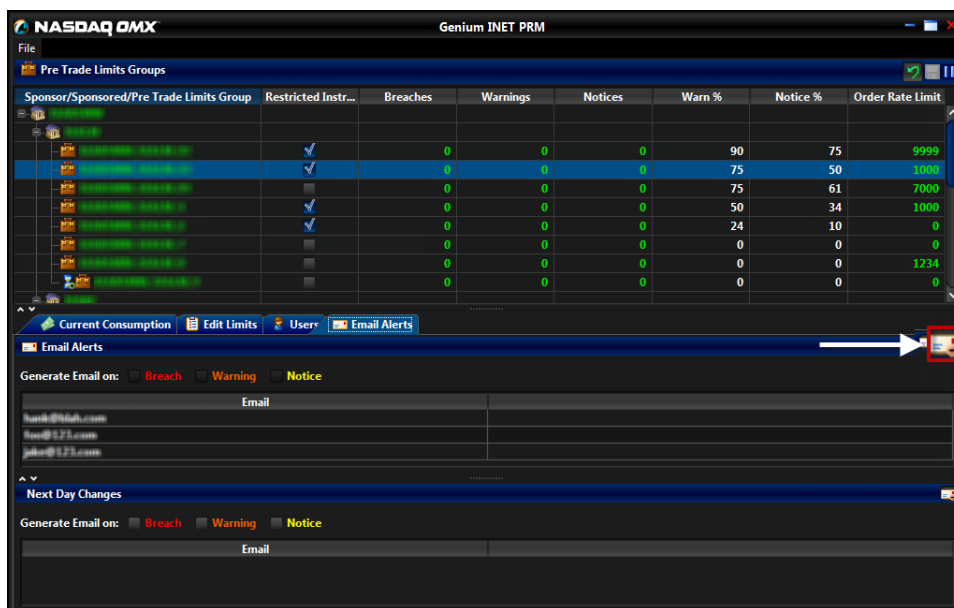 NASDAQ OMX Genium INET PRM
File
Pre Trade Limits Groups
Sponsor/Sponsored/Pre Trade Limits Group Restricted Instr... Breaches Warnings Notices Warn % Notice % Order Rate Limit
0 0 0 90 75 9999
0 0 0 75 50 1000
0 0 0 75 61 7000
0 0 0 50 34 1000
0 0 0 24 10 0
0 0 0 0 0 0
0 0 0 0 0 1234
0 0 0 0 0 0
Current Consumption Edit Limits Users Email Alerts
Email Alerts
Generate Email on: Breach Warning Notice
Email
Next Day Changes
Generate Email on: Breach Warning Notice
Email